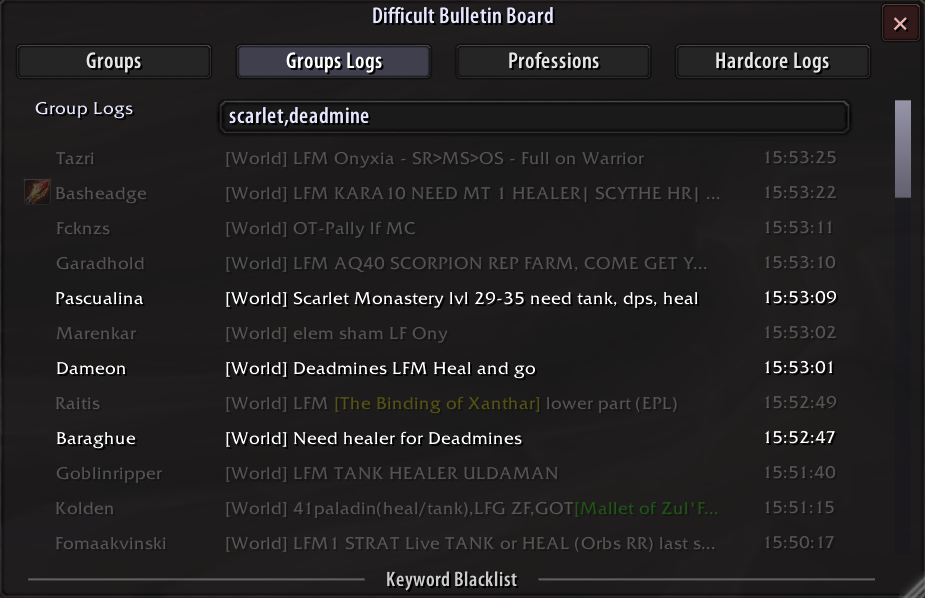 Difficult Bulletin Board
Groups Groups Logs Professions Hardcore Logs
Group Logs scarlet,deadmine
Tazri [World] LFM Onyxia - SR>MS>OS - Full on Warrior 15:53:25
Basheadge [World] LFM KARA10 NEED MT 1 HEALER| SCYTHE HR| ... 15:53:22
Fcknzs [World] OT-Pally lf MC 15:53:11
Garadhold [World] LFM AQ40 SCORPION REP FARM, COME GET Y... 15:53:10
Pascualina [World] Scarlet Monastery lvl 29-35 need tank, dps, heal 15:53:09
Marenkar [World] elem sham LF Ony 15:53:02
Dameon [World] Deadmines LFM Heal and go 15:53:01
Raitis [World] LFM [The Binding of Xanthar] lower part (EPL) 15:52:49
Baraghue [World] Need healer for Deadmines 15:52:47
Goblinripper [World] LFM TANK HEALER ULDAMAN 15:51:40
Kolden [World] 41paladin(heal/tank),LFG ZF,GOT[Mallet of Zul'F... 15:51:15
Fomaakvinski [World] LFM1 STRAT Live TANK or HEAL (Orbs RR) last s... 15:50:17
Keyword Blacklist